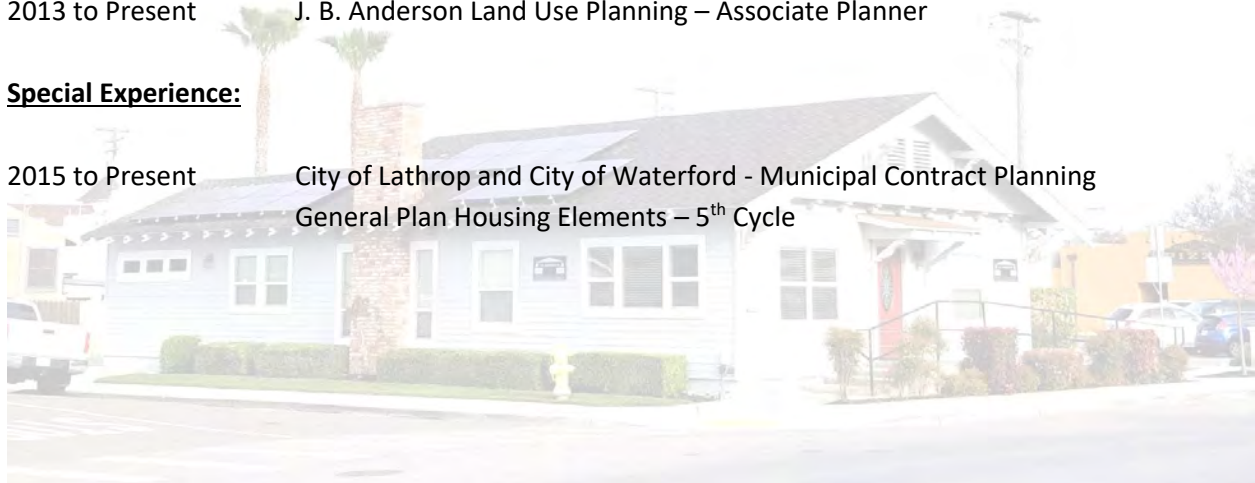 2013 to Present J. B. Anderson Land Use Planning – Associate Planner
Special Experience:
2015 to Present City of Lathrop and City of Waterford - Municipal Contract Planning
General Plan Housing Elements – 5th Cycle